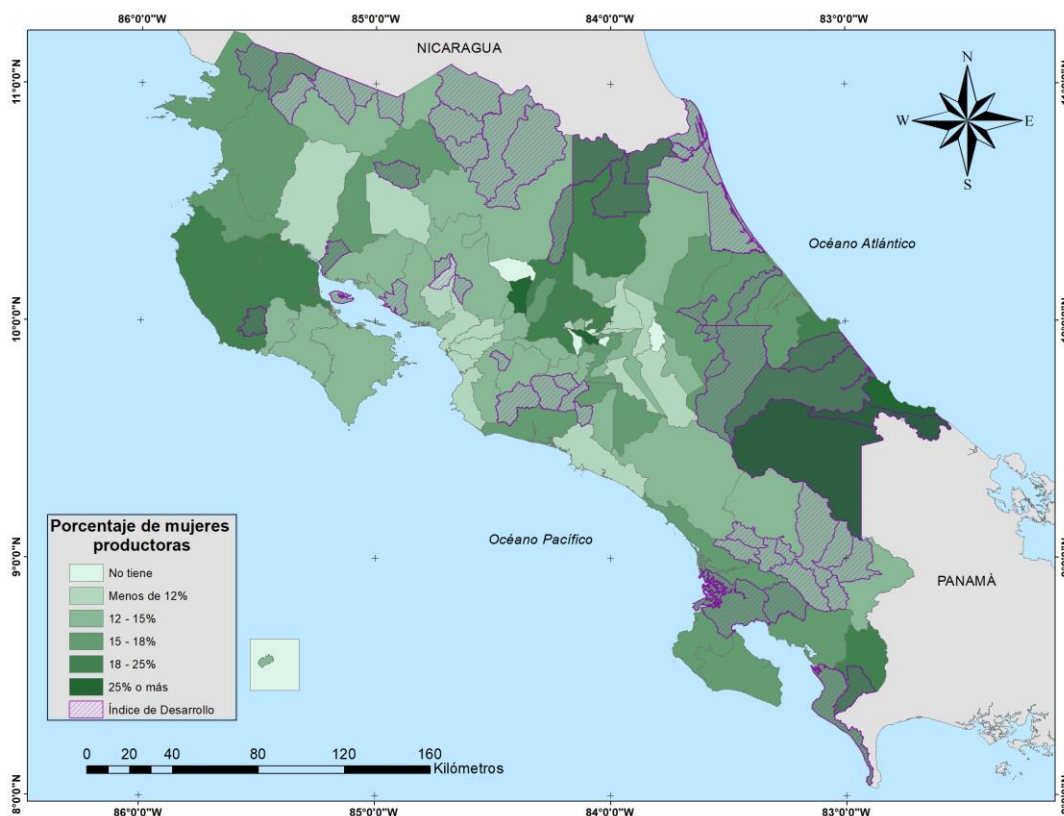 86°0'0"W
85°0'0"W
84°0'0"W
83°0'0"W
NICARAGUA
11°0'0"N
N
W
E
S
Océano Atlántico
10°0'0"N
Océano Pacífico
9°0'0"N
PANAMÀ
Porcentaje de mujeres
productoras
No tiene
Menos de 12%
12 - 15%
15 - 18%
18 - 25%
25% o más
Índice de Desarrollo
0
20
40
80
120
160
Kilómetros
8°0'0"N
86°0'0"W
85°0'0"W
84°0'0"W
83°0'0"W